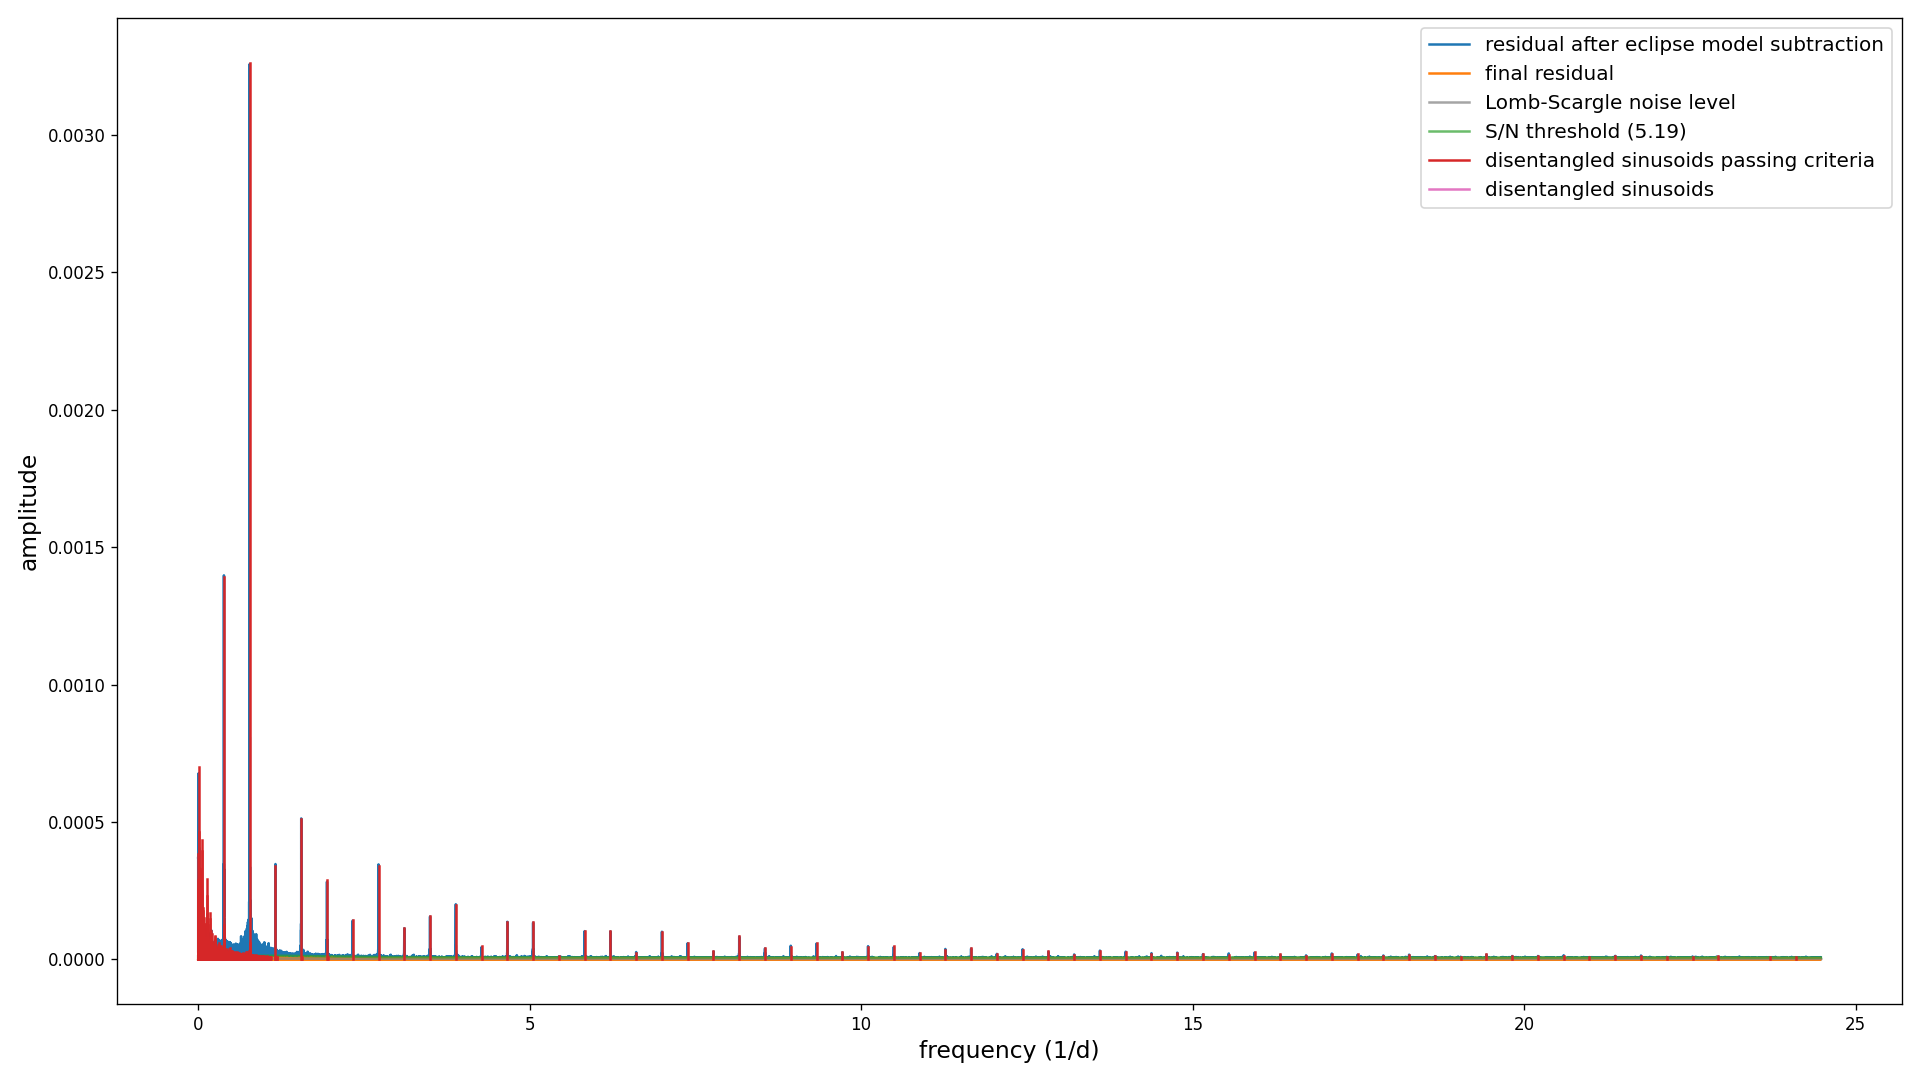 residual after eclipse model subtraction
final residual
Lomb-Scargle noise level
S/N threshold (5.19)
disentangled sinusoids passing criteria
disentangled sinusoids
0.0030
0.0025
0.0020
0.0015
0.0010
0.0005
0.0000
amplitude
0 5 10 15 20 25
frequency (1/d)